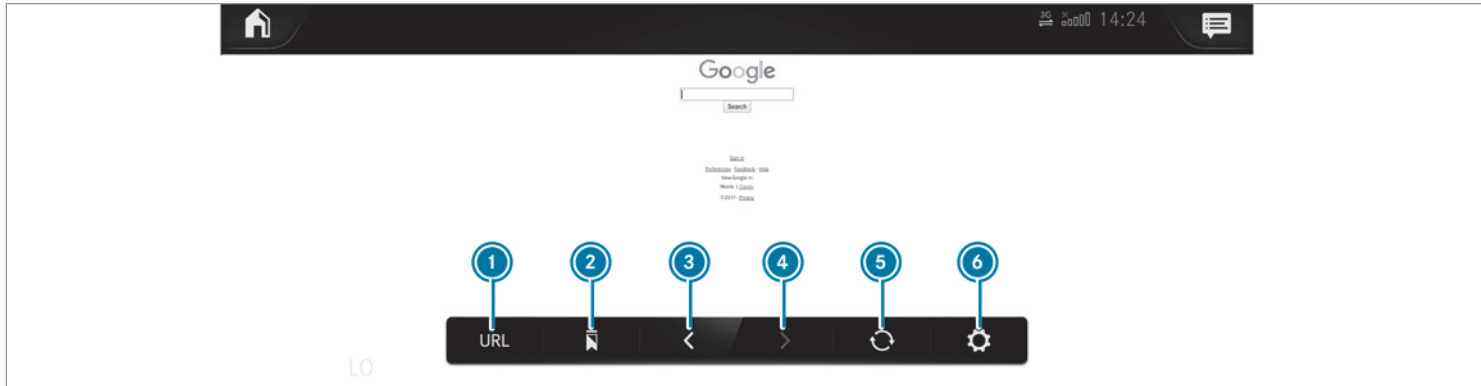 3G 14:24
Google
Search
Sign in
Preferences · Feedback · Help
View Google in:
Mobile | Classic
©2017 - Privacy
1 2 3 4 5 6
URL
LO